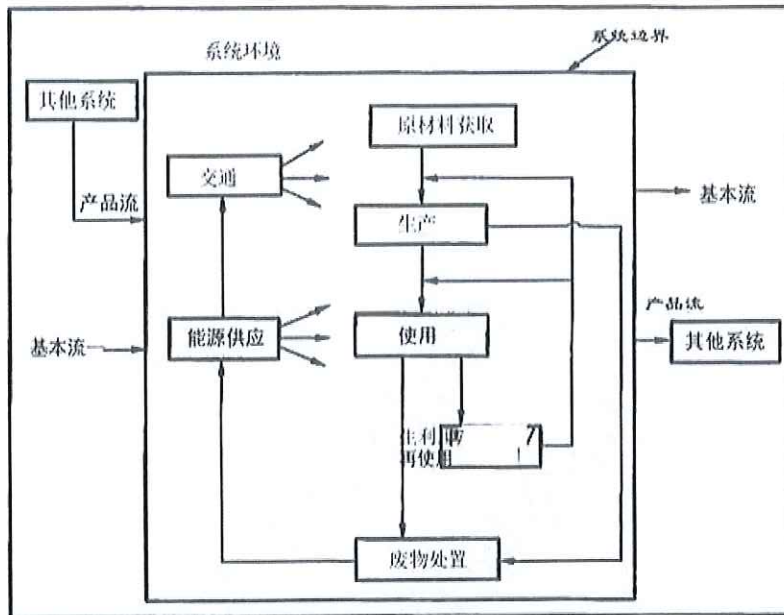 系统环境
系统边界
其他系统
原材料获取
交通
产品流
基本流
生产
产品流
能源供应
使用
基本流
其他系统
再使用
废物处置